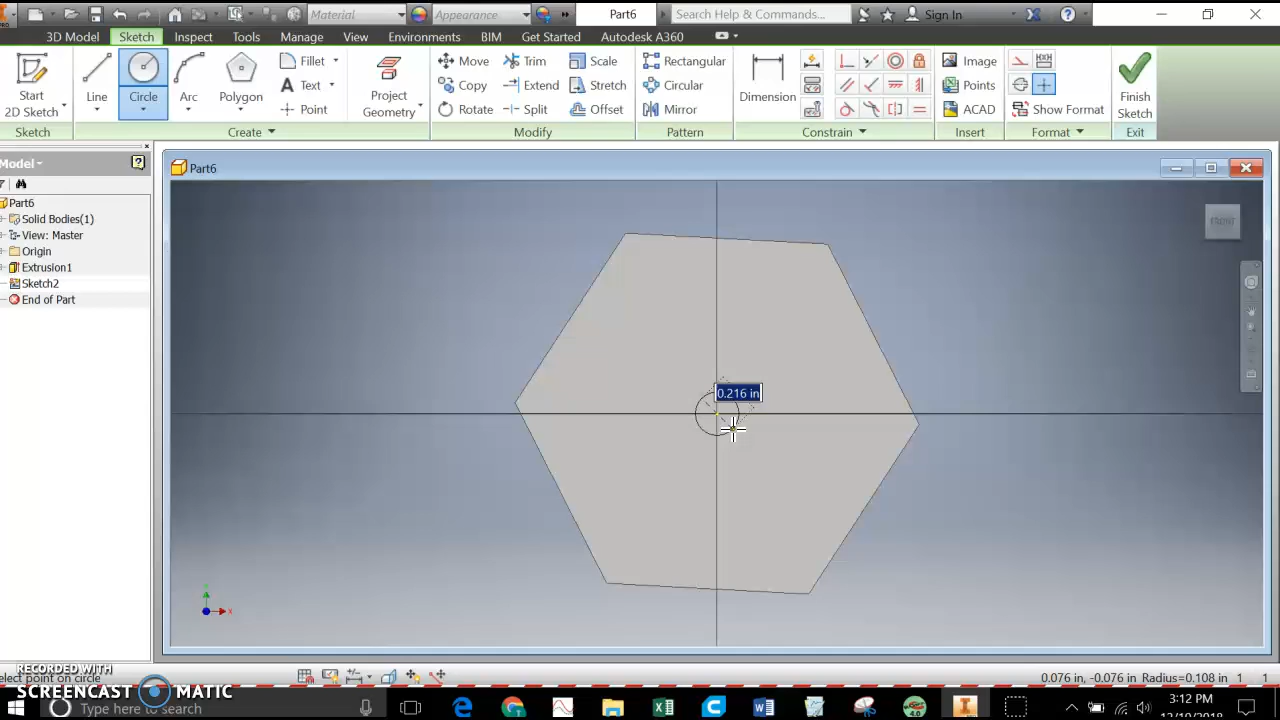 PRO
Material
Appearance
Part6
Search Help & Commands...
Sign In
3D Model
Sketch
Inspect
Tools
Manage
View
Environments
BIM
Get Started
Autodesk A360
Start
2D Sketch
Line
Circle
Arc
Polygon
Fillet
Text
Point
Project
Geometry
Move
Copy
Rotate
Trim
Extend
Split
Scale
Stretch
Offset
Rectangular
Circular
Mirror
Dimension
Image
Points
ACAD
Show Format
Finish
Sketch
Sketch
Create
Modify
Pattern
Constrain
Insert
Format
Exit
Model
Part6
Solid Bodies(1)
View: Master
Origin
Extrusion1
Sketch2
End of Part
Part6
FRONT
0.216 in
x
RECORDED WITH
SCREENCAST MATIC
elect point on circle
0.076 in, -0.076 in Radius=0.108 in 1 1
Type here to search
4.0
3:12 PM